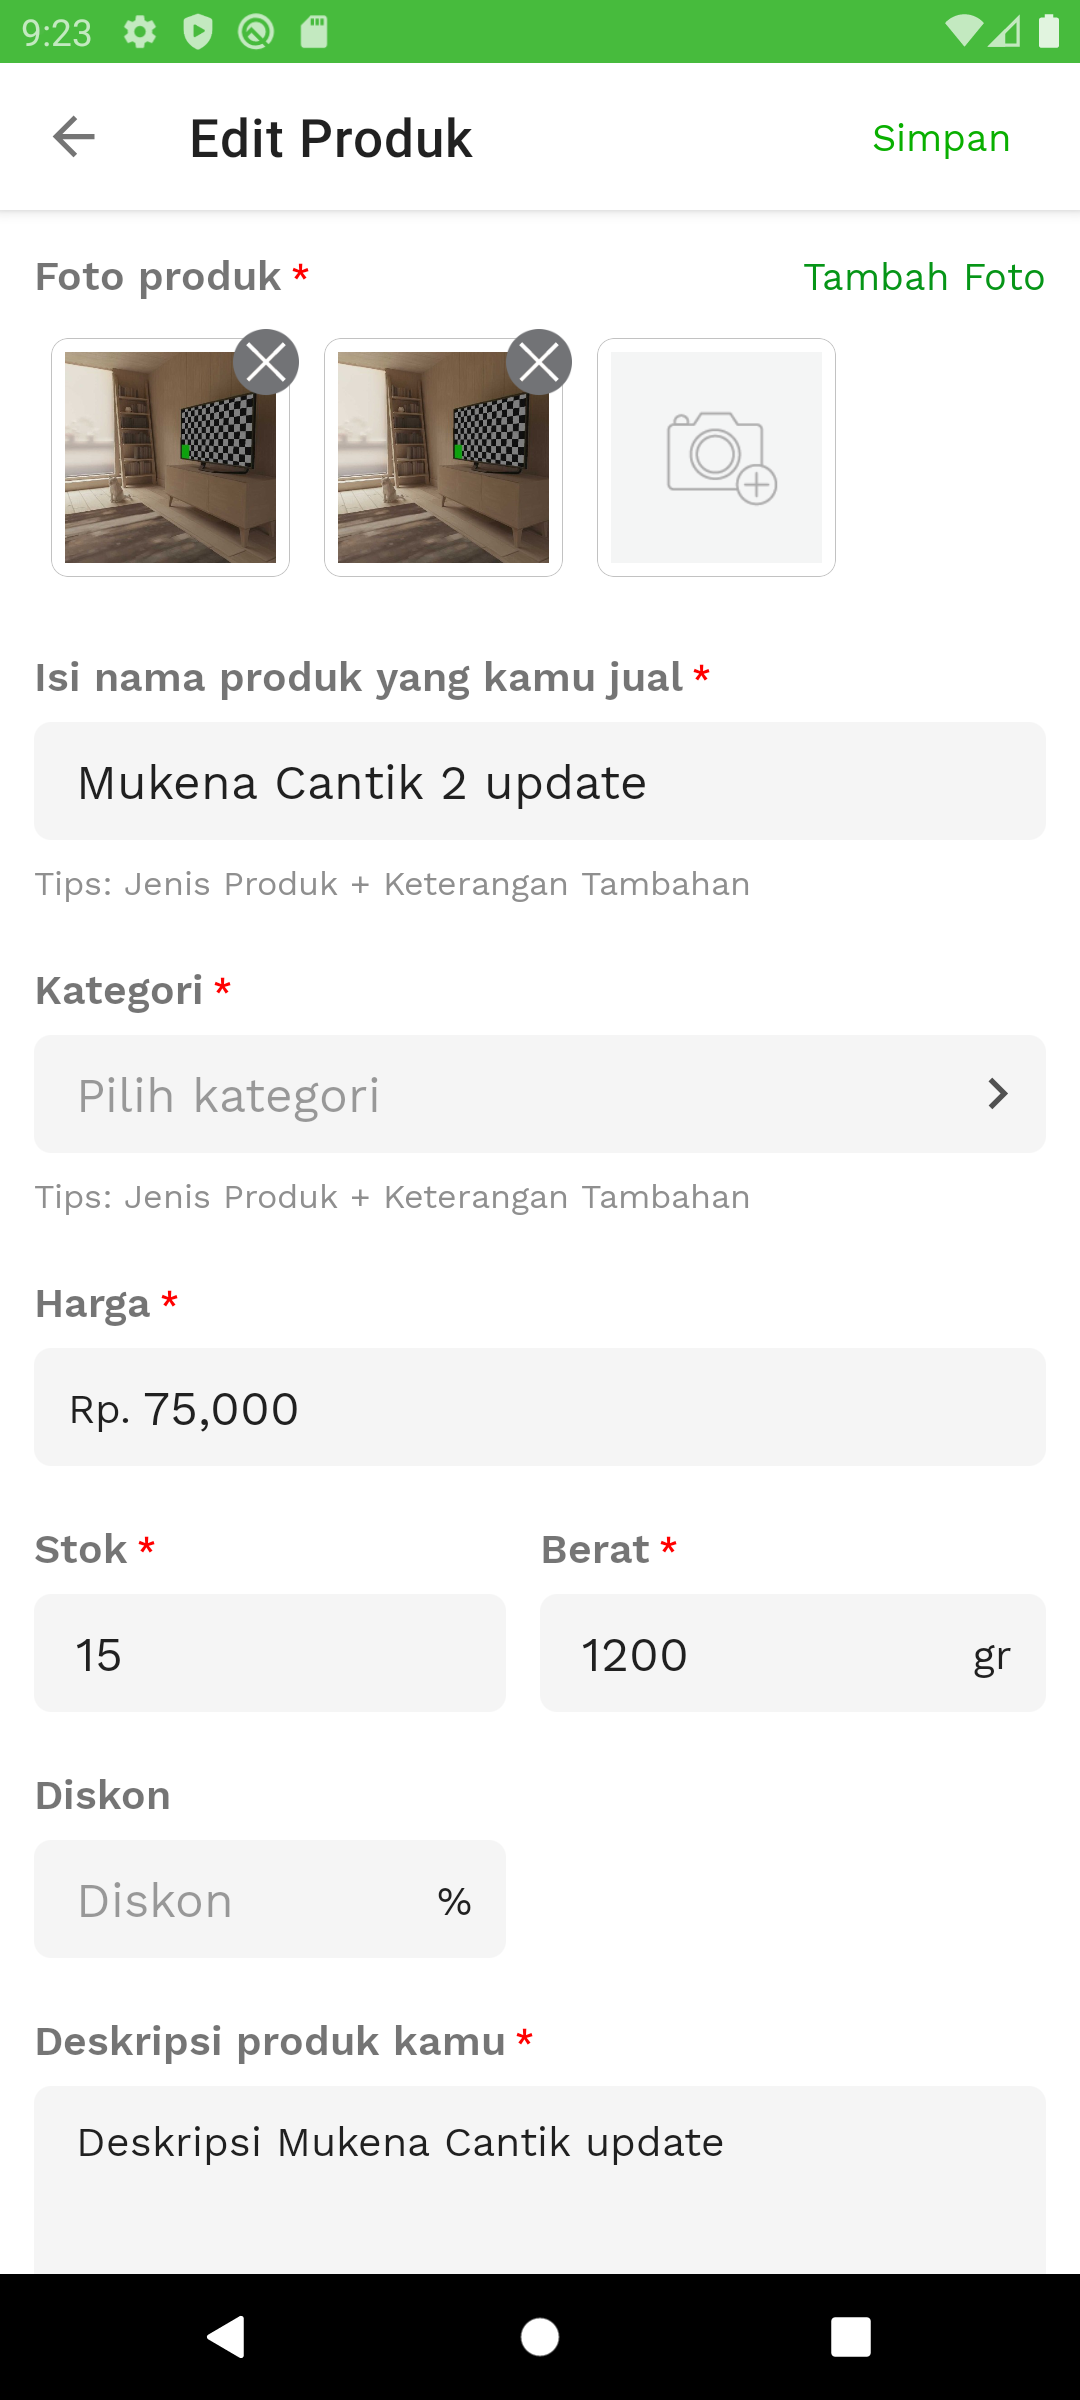 9:23
Edit Produk
Simpan
Foto produk *
Tambah Foto
Isi nama produk yang kamu jual *
Mukena Cantik 2 update
Tips: Jenis Produk + Keterangan Tambahan
Kategori *
Pilih kategori
Tips: Jenis Produk + Keterangan Tambahan
Harga *
Rp. 75,000
Stok *
Berat *
15
1200 gr
Diskon
Diskon %
Deskripsi produk kamu *
Deskripsi Mukena Cantik update